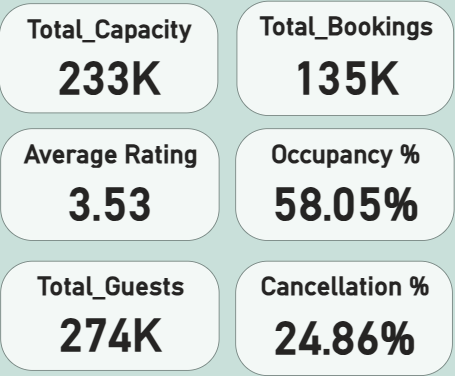 Total_Capacity
233K
Total_Bookings
135K
Average Rating
3.53
Occupancy %
58.05%
Total_Guests
274K
Cancellation %
24.86%